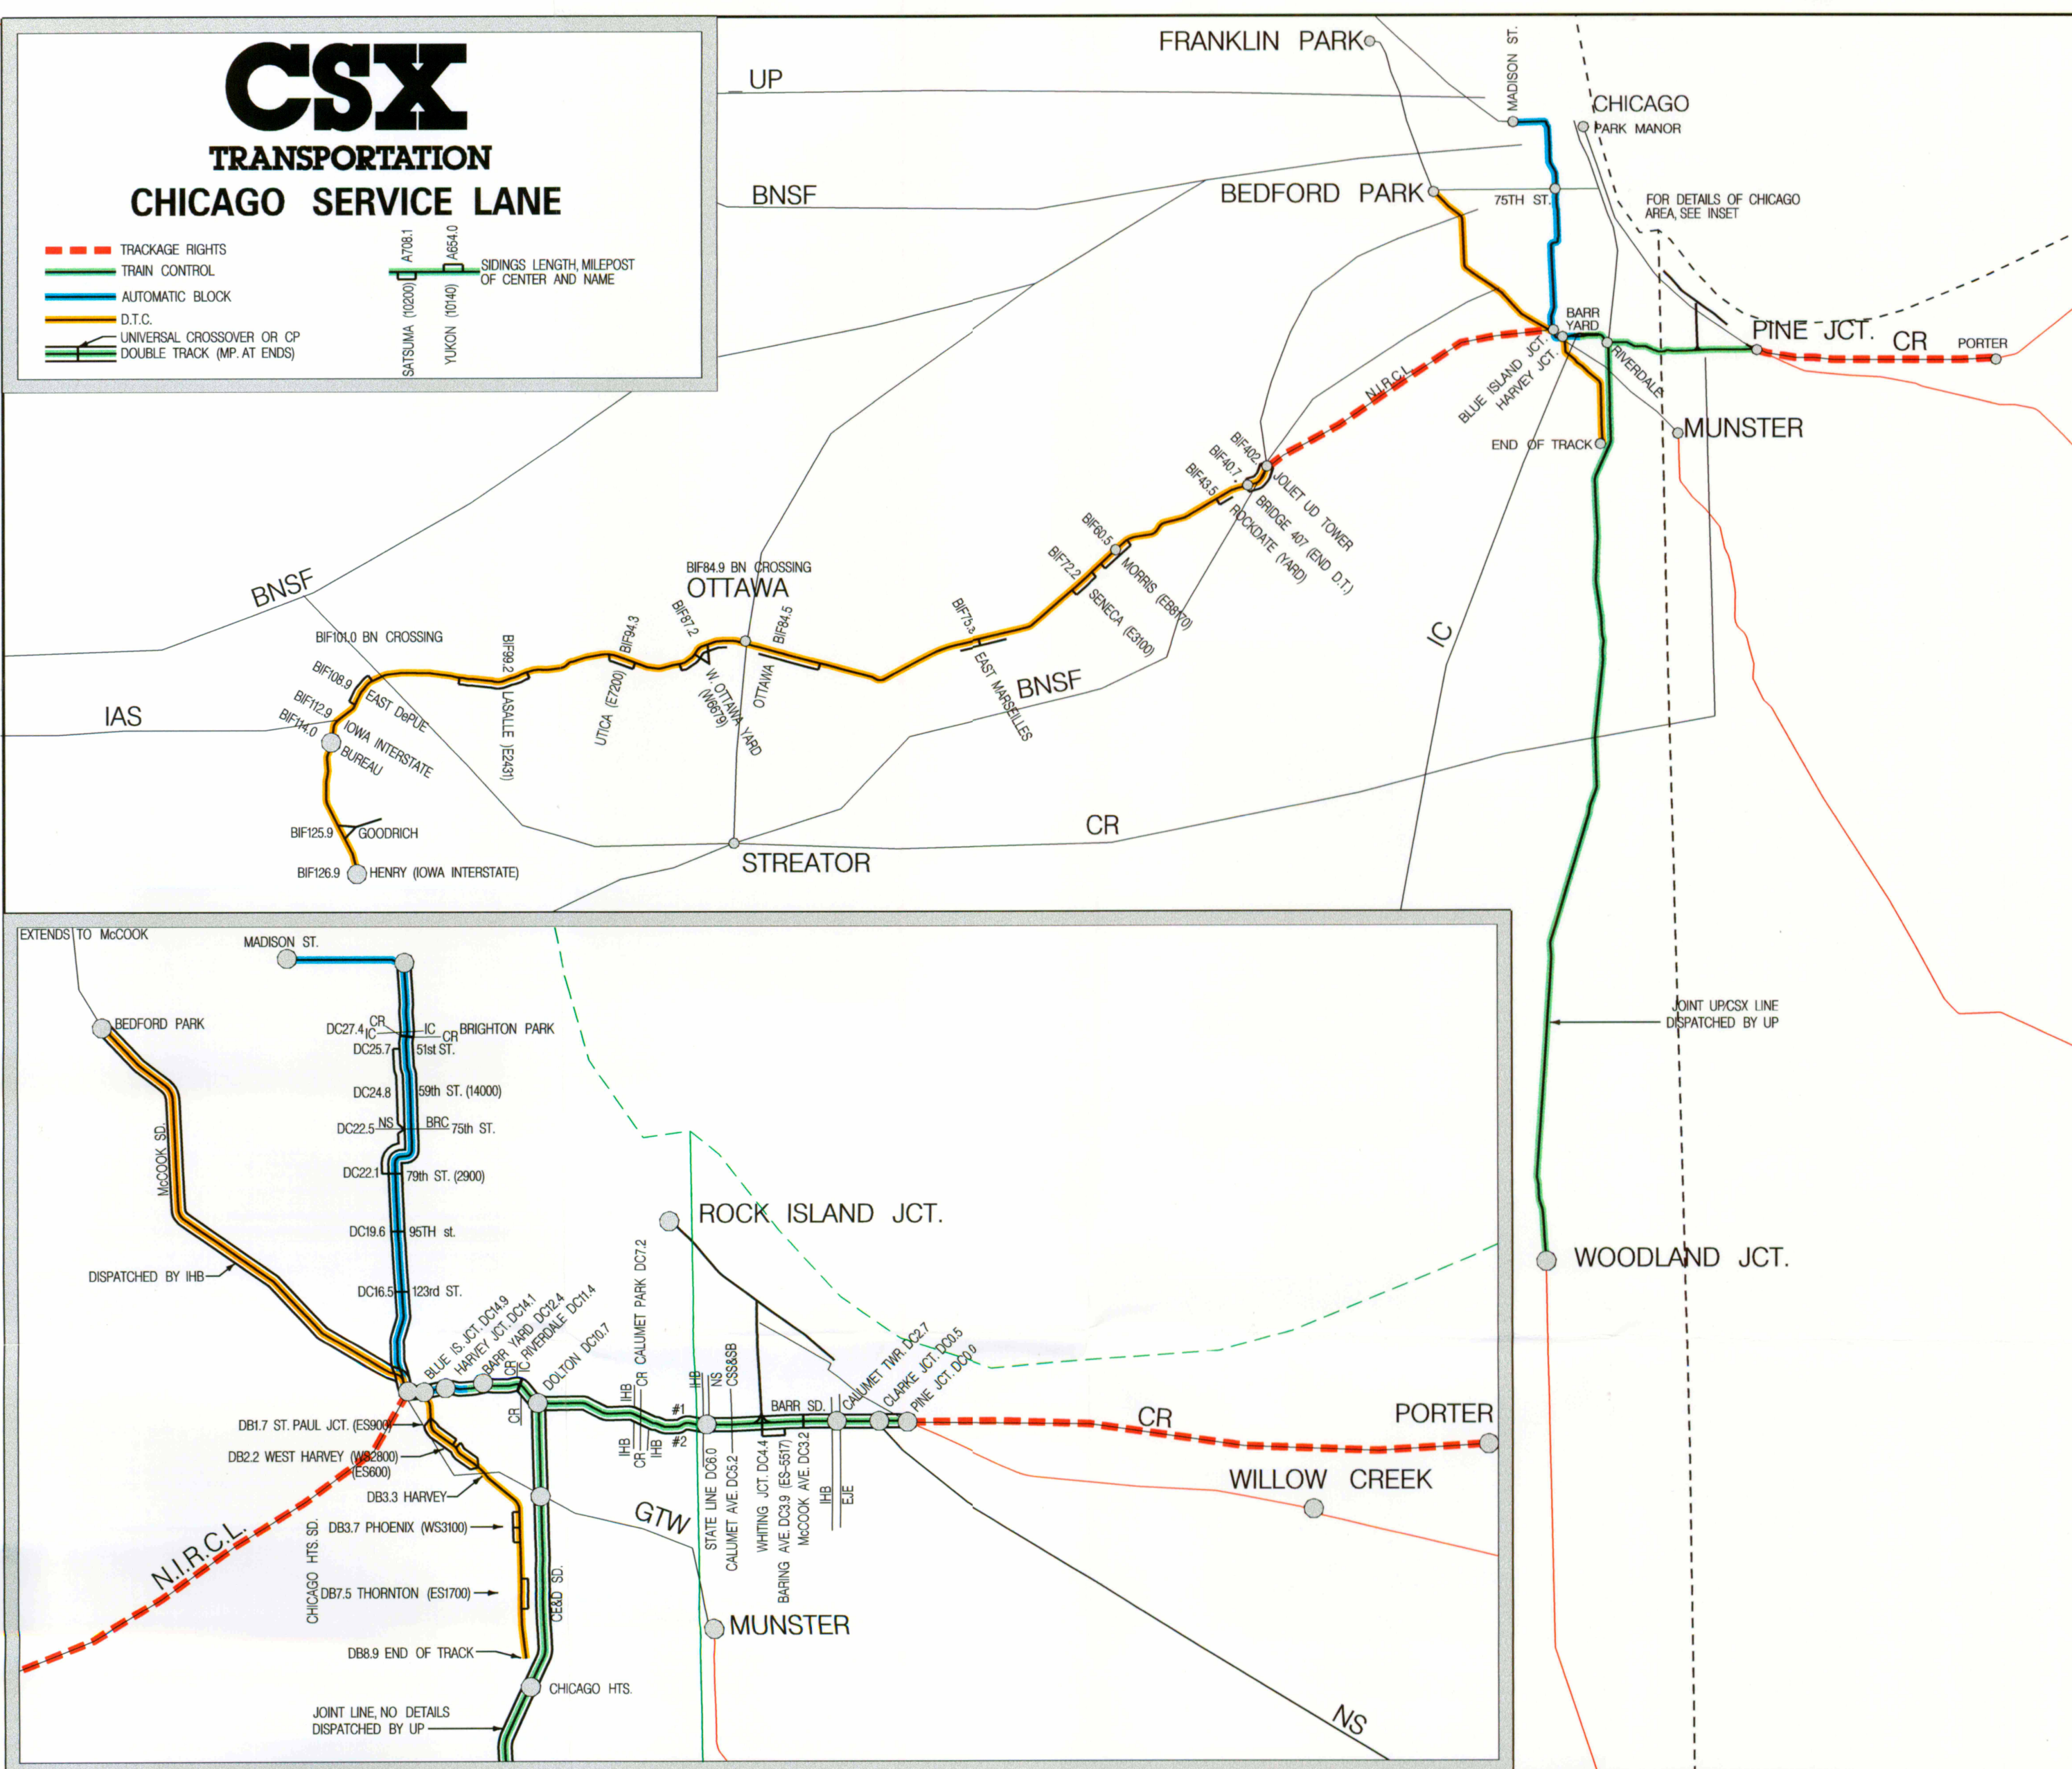 CSX
TRANSPORTATION
CHICAGO SERVICE LANE
TRACKAGE RIGHTS
TRAIN CONTROL
AUTOMATIC BLOCK
D.T.C.
UNIVERSAL CROSSOVER OR CP
DOUBLE TRACK (MP. AT ENDS)
SATSUMA (10200) A708.1
YUKON (10140) A654.0
SIDINGS LENGTH, MILEPOST
OF CENTER AND NAME
UP
BNSF
FRANKLIN PARK
MADISON ST.
CHICAGO
PARK MANOR
BEDFORD PARK
75TH ST.
FOR DETAILS OF CHICAGO
AREA, SEE INSET
BARR
YARD
PINE JCT.
CR
PORTER
BLUE ISLAND JCT.
HARVEY JCT.
RIVERDALE
MUNSTER
END OF TRACK
N.I.R.C.L.
BIF402.
JOLIET UD TOWER
BIF40.7
BRIDGE 407 (END D.T.)
BIF43.5
ROCKDATE (YARD)
BIF60.5
MORRIS (EB8170)
BIF72.2
SENECA (E3100)
BIF75.3
EAST MARSEILLES
BNSF
IC
BIF84.9 BN CROSSING
OTTAWA
BIF84.5
OTTAWA
BIF87.2
W. OTTAWA YARD
(W6679)
BIF94.3
UTICA (E7200)
BIF99.2
LASALLE )E2431)
BNSF
BIF101.0 BN CROSSING
BIF108.9
EAST DePUE
BIF112.9
IOWA INTERSTATE
BIF114.0
BUREAU
IAS
BIF125.9
GOODRICH
BIF126.9
HENRY (IOWA INTERSTATE)
STREATOR
CR
JOINT UP/CSX LINE
DISPATCHED BY UP
WOODLAND JCT.
EXTENDS TO McCOOK
MADISON ST.
BEDFORD PARK
DC27.4
CR
IC
IC
CR
BRIGHTON PARK
DC25.7
51st ST.
DC24.8
59th ST. (14000)
DC22.5
NS
BRC
75th ST.
DC22.1
79th ST. (2900)
McCOOK SD.
DC19.6
95TH st.
DISPATCHED BY IHB
DC16.5
123rd ST.
ROCK ISLAND JCT.
BLUE IS. JCT. DC14.9
HARVEY JCT. DC14.1
BARR YARD DC12.4
CR
IC RIVERDALE DC11.4
DOLTON DC10.7
CR
IHB
CR CALUMET PARK DC7.2
IHB
CR
IHB
#1
#2
IHB
NS
CSS&SB
STATE LINE DC6.0
CALUMET AVE. DC5.2
WHITING JCT. DC4.4
BARING AVE. DC3.9 (ES-5517)
McCOOK AVE. DC3.2
BARR SD.
IHB
EJE
CALUMET TWR. DC2.7
CLARKE JCT. DC0.5
PINE JCT. DC0.0
CR
PORTER
WILLOW CREEK
DB1.7 ST. PAUL JCT. (ES900)
DB2.2 WEST HARVEY (WS2800)
(ES600)
DB3.3 HARVEY
DB3.7 PHOENIX (WS3100)
CHICAGO HTS. SD.
DB7.5 THORNTON (ES1700)
DB8.9 END OF TRACK
CE&D SD.
GTW
MUNSTER
N.I.R.C.L.
CHICAGO HTS.
JOINT LINE, NO DETAILS
DISPATCHED BY UP
NS